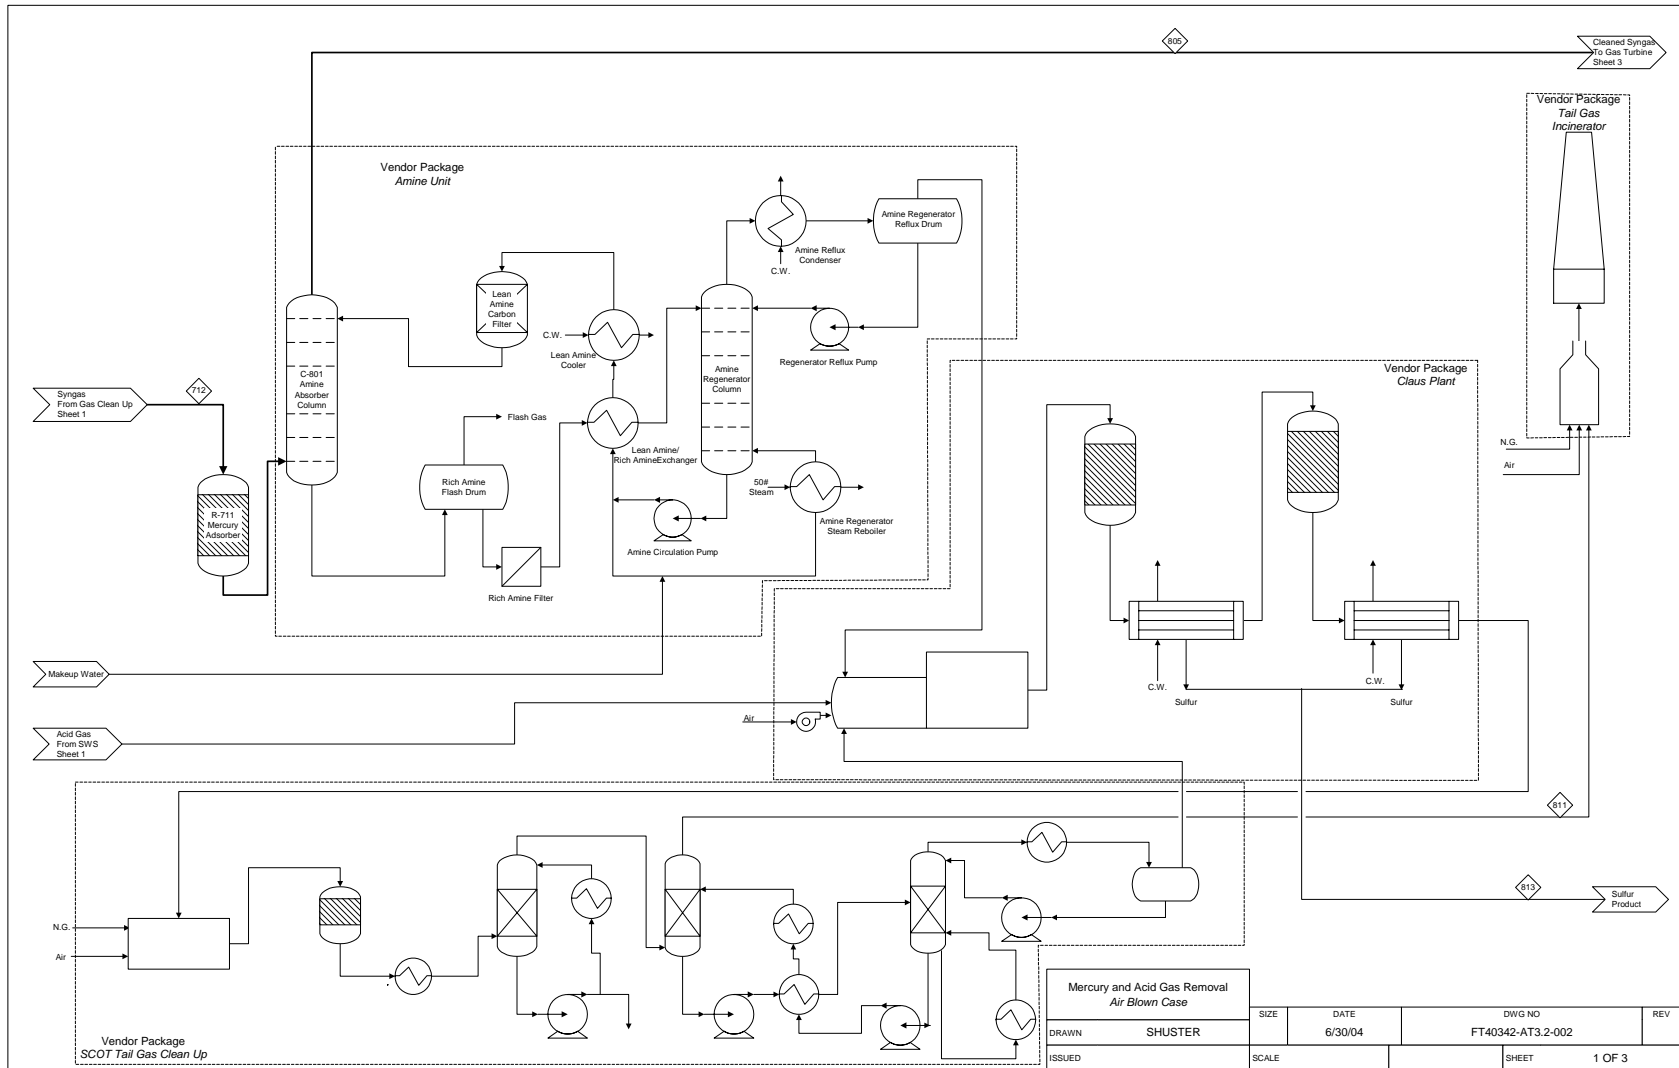 805
Cleaned Syngas
To Gas Turbine
Sheet 3
Vendor Package
Tail Gas
Incinerator
Vendor Package
Amine Unit
Amine Regenerator
Reflux Drum
Amine Reflux
Condenser
C.W.
Lean
Amine
Carbon
Filter
C.W.
Lean Amine
Cooler
Regenerator Reflux Pump
Vendor Package
Claus Plant
C-801
Amine
Absorber
Column
Amine
Regenerator
Column
Syngas
From Gas Clean Up
Sheet 1
712
Flash Gas
Lean Amine/
Rich AmineExchanger
N.G.
Air
Rich Amine
Flash Drum
50#
Steam
R-711
Mercury
Adsorber
Amine Regenerator
Steam Reboiler
Amine Circulation Pump
Rich Amine Filter
Makeup Water
C.W.
C.W.
Sulfur
Sulfur
Air
Acid Gas
From SWS
Sheet 1
811
813
Sulfur
Product
N.G.
Air
Vendor Package
SCOT Tail Gas Clean Up
Mercury and Acid Gas Removal
Air Blown Case
SIZE
DATE
DWG NO
REV
DRAWN
SHUSTER
6/30/04
FT40342-AT3.2-002
ISSUED
SCALE
SHEET
1 OF 3